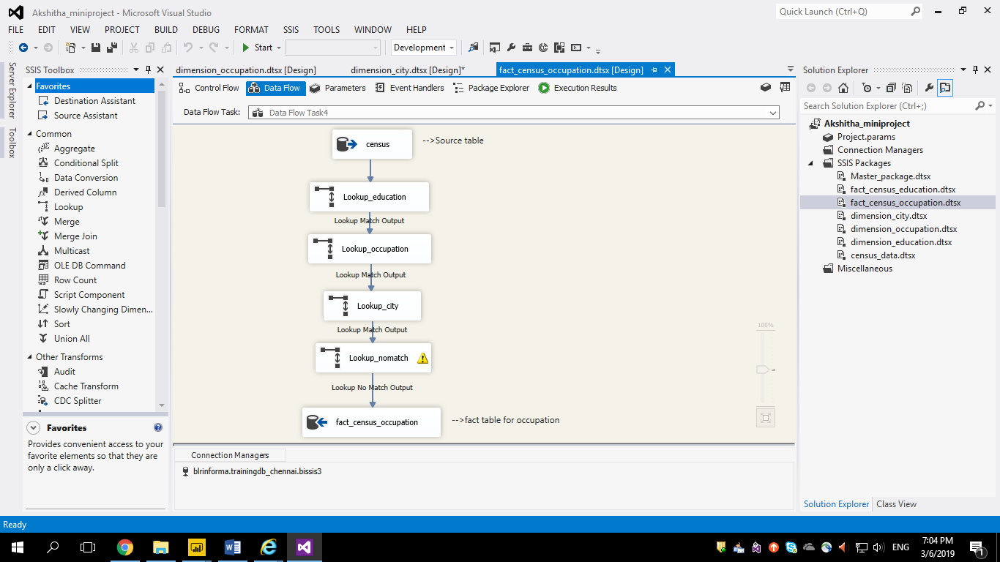 Akshitha_miniproject - Microsoft Visual Studio
Quick Launch (Ctrl+Q)
FILE EDIT VIEW PROJECT BUILD DEBUG FORMAT SSIS TOOLS WINDOW HELP
Start
Development
Server Explorer
Toolbox
SSIS Toolbox
Favorites
Destination Assistant
Source Assistant
Common
Aggregate
Conditional Split
Data Conversion
Derived Column
Lookup
Merge
Merge Join
Multicast
OLE DB Command
Row Count
Script Component
Slowly Changing Dimen...
Sort
Union All
Other Transforms
Audit
Cache Transform
CDC Splitter
Favorites
Provides convenient access to your
favorite elements so that they are
only a click away.
dimension_occupation.dtsx [Design]
dimension_city.dtsx [Design]*
fact_census_occupation.dtsx [Design]
Control Flow
Data Flow
Parameters
Event Handlers
Package Explorer
Execution Results
Data Flow Task:
Data Flow Task4
census
-->Source table
Lookup_education
Lookup Match Output
Lookup_occupation
Lookup Match Output
Lookup_city
Lookup Match Output
Lookup_nomatch
Lookup No Match Output
fact_census_occupation
-->fact table for occupation
100%
Connection Managers
blrinforma.trainingdb_chennai.bissis3
Solution Explorer
Search Solution Explorer (Ctrl+;)
Akshitha_miniproject
Project.params
Connection Managers
SSIS Packages
Master_package.dtsx
fact_census_education.dtsx
fact_census_occupation.dtsx
dimension_city.dtsx
dimension_occupation.dtsx
dimension_education.dtsx
census_data.dtsx
Miscellaneous
Solution Explorer
Class View
Ready
ENG
7:04 PM
3/6/2019
1